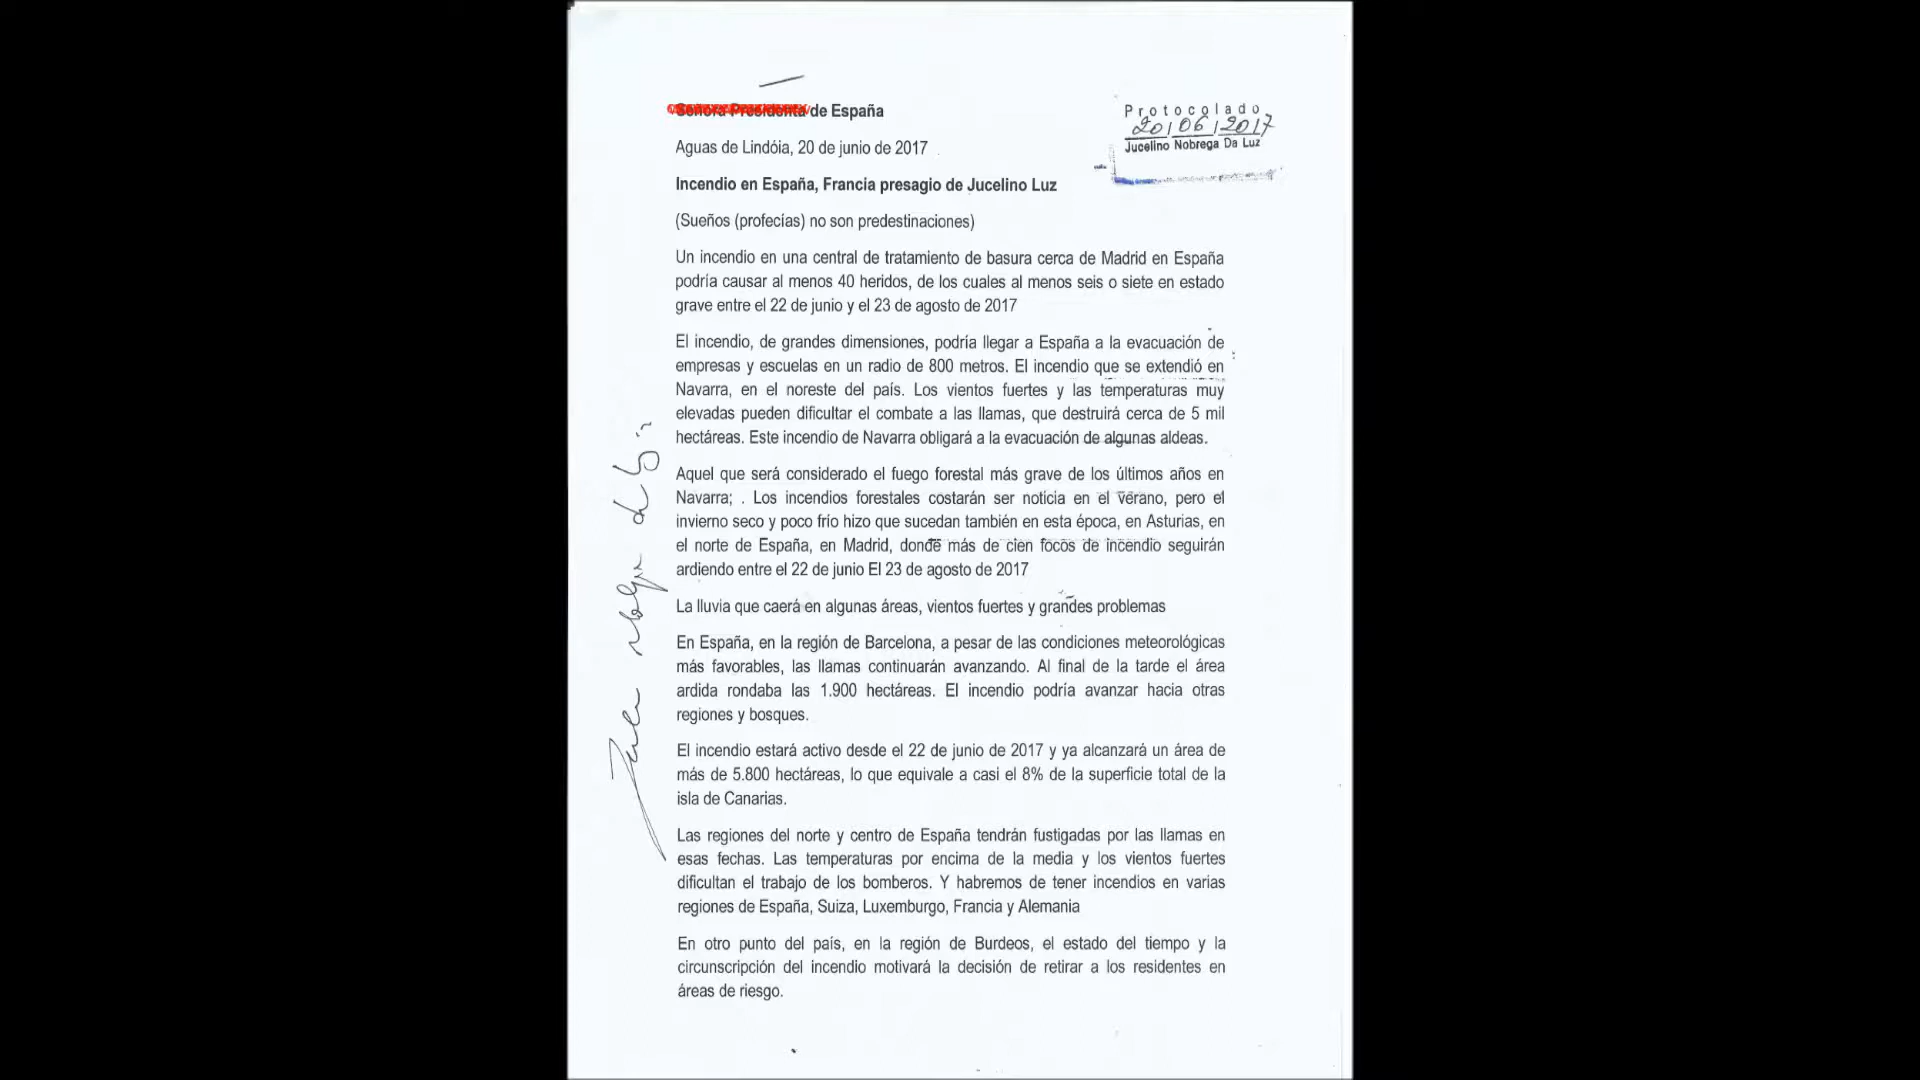 Señora Presidenta de España
Protocolado
20/06/2017
Jucelino Nobrega Da Luz
Aguas de Lindóia, 20 de junio de 2017
Incendio en España, Francia presagio de Jucelino Luz
(Sueños (profecías) no son predestinaciones)
Un incendio en una central de tratamiento de basura cerca de Madrid en España
podría causar al menos 40 heridos, de los cuales al menos seis o siete en estado
grave entre el 22 de junio y el 23 de agosto de 2017
El incendio, de grandes dimensiones, podría llegar a España a la evacuación de
empresas y escuelas en un radio de 800 metros. El incendio que se extendió en
Navarra, en el noreste del país. Los vientos fuertes y las temperaturas muy
elevadas pueden dificultar el combate a las llamas, que destruirá cerca de 5 mil
hectáreas. Este incendio de Navarra obligará a la evacuación de algunas aldeas.
Aquel que será considerado el fuego forestal más grave de los últimos años en
Navarra; . Los incendios forestales costarán ser noticia en el Verano, pero el
invierno seco y poco frío hizo que sucedan también en esta época, en Asturias, en
el norte de España, en Madrid, donde más de cien focos de incendio seguirán
ardiendo entre el 22 de junio El 23 de agosto de 2017
La lluvia que caerá en algunas áreas, vientos fuertes y grandes problemas
En España, en la región de Barcelona, a pesar de las condiciones meteorológicas
más favorables, las llamas continuarán avanzando. Al final de la tarde el área
ardida rondaba las 1.900 hectáreas. El incendio podría avanzar hacia otras
regiones y bosques.
El incendio estará activo desde el 22 de junio de 2017 y ya alcanzará un área de
más de 5.800 hectáreas, lo que equivale a casi el 8% de la superficie total de la
isla de Canarias.
Las regiones del norte y centro de España tendrán fustigadas por las llamas en
esas fechas. Las temperaturas por encima de la media y los vientos fuertes
dificultan el trabajo de los bomberos. Y habremos de tener incendios en varias
regiones de España, Suiza, Luxemburgo, Francia y Alemania
En otro punto del país, en la región de Burdeos, el estado del tiempo y la
circunscripción del incendio motivará la decisión de retirar a los residentes en
áreas de riesgo.